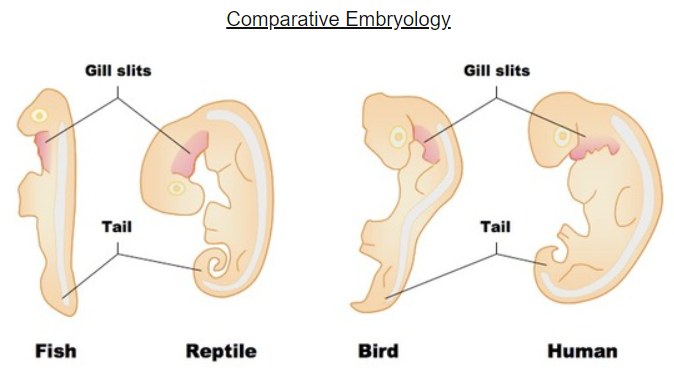 Comparative Embryology
Gill slits
Gill slits
Tail
Tail
Fish
Reptile
Bird
Human